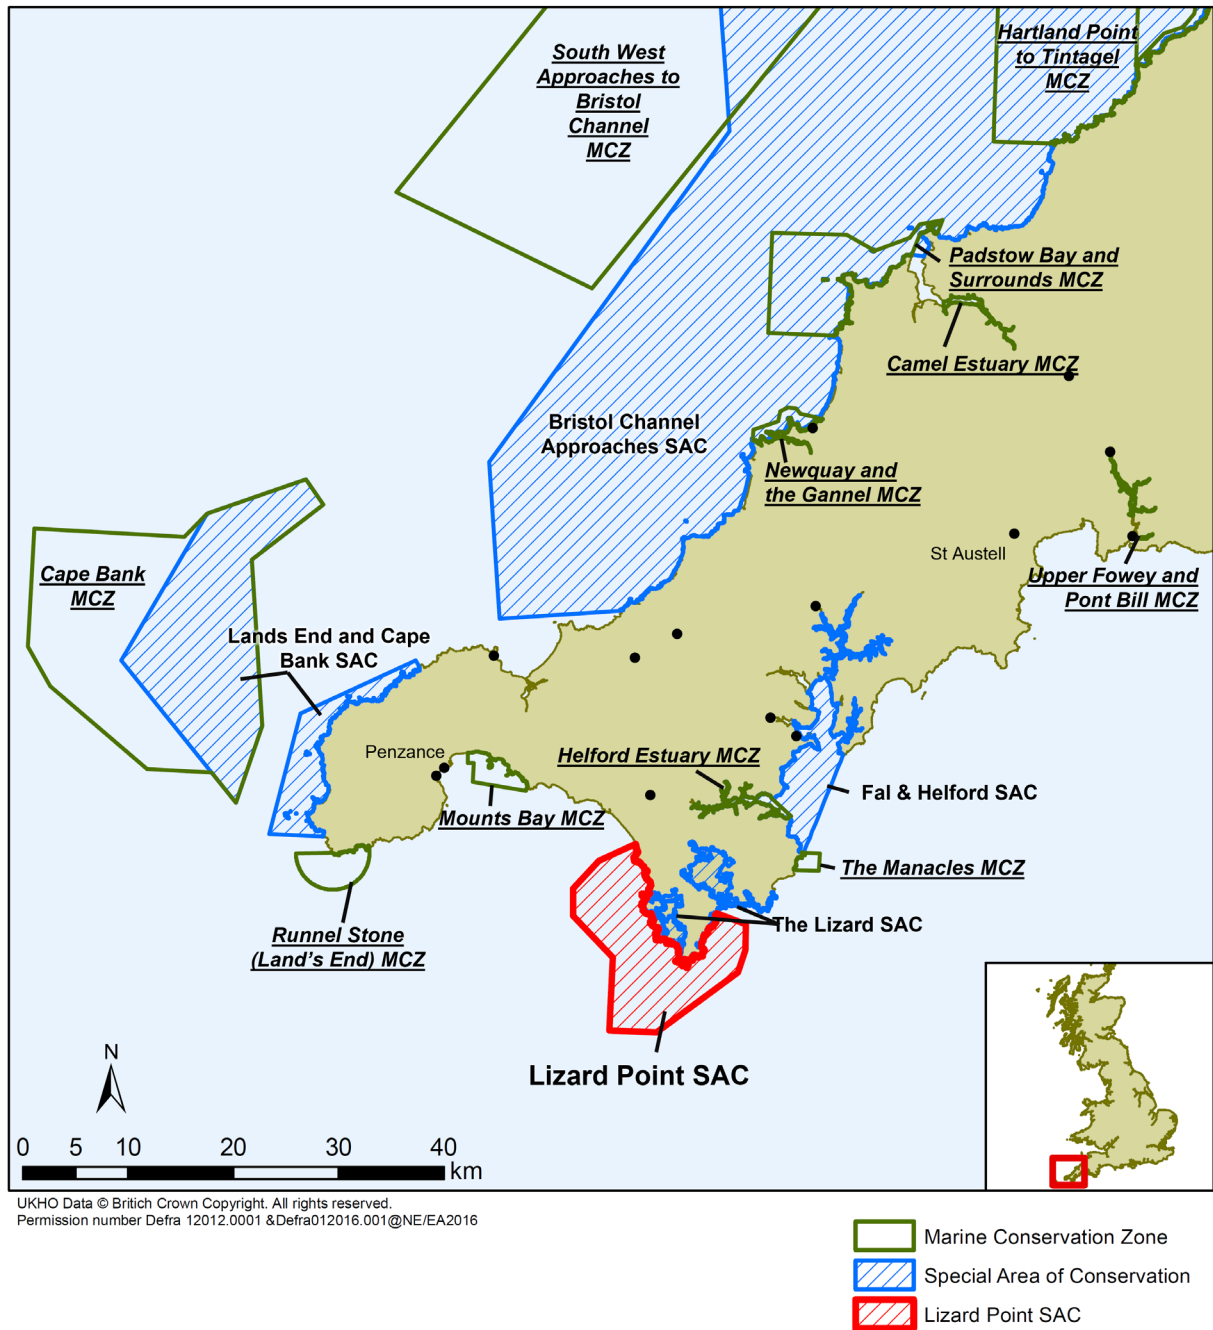 South West
Approaches to
Bristol
Channel
MCZ
Hartland Point
to Tintagel
MCZ
Padstow Bay and
Surrounds MCZ
Camel Estuary MCZ
Bristol Channel
Approaches SAC
Newquay and
the Gannel MCZ
St Austell
Upper Fowey and
Pont Bill MCZ
Cape Bank
MCZ
Lands End and Cape
Bank SAC
Penzance
Helford Estuary MCZ
Fal & Helford SAC
Mounts Bay MCZ
The Manacles MCZ
The Lizard SAC
Runnel Stone
(Land's End) MCZ
Lizard Point SAC
N
0 5 10 20 30 40
km
UKHO Data © Britich Crown Copyright. All rights reserved.
Permission number Defra 12012.0001 &Defra012016.001@NE/EA2016
Marine Conservation Zone
Special Area of Conservation
Lizard Point SAC